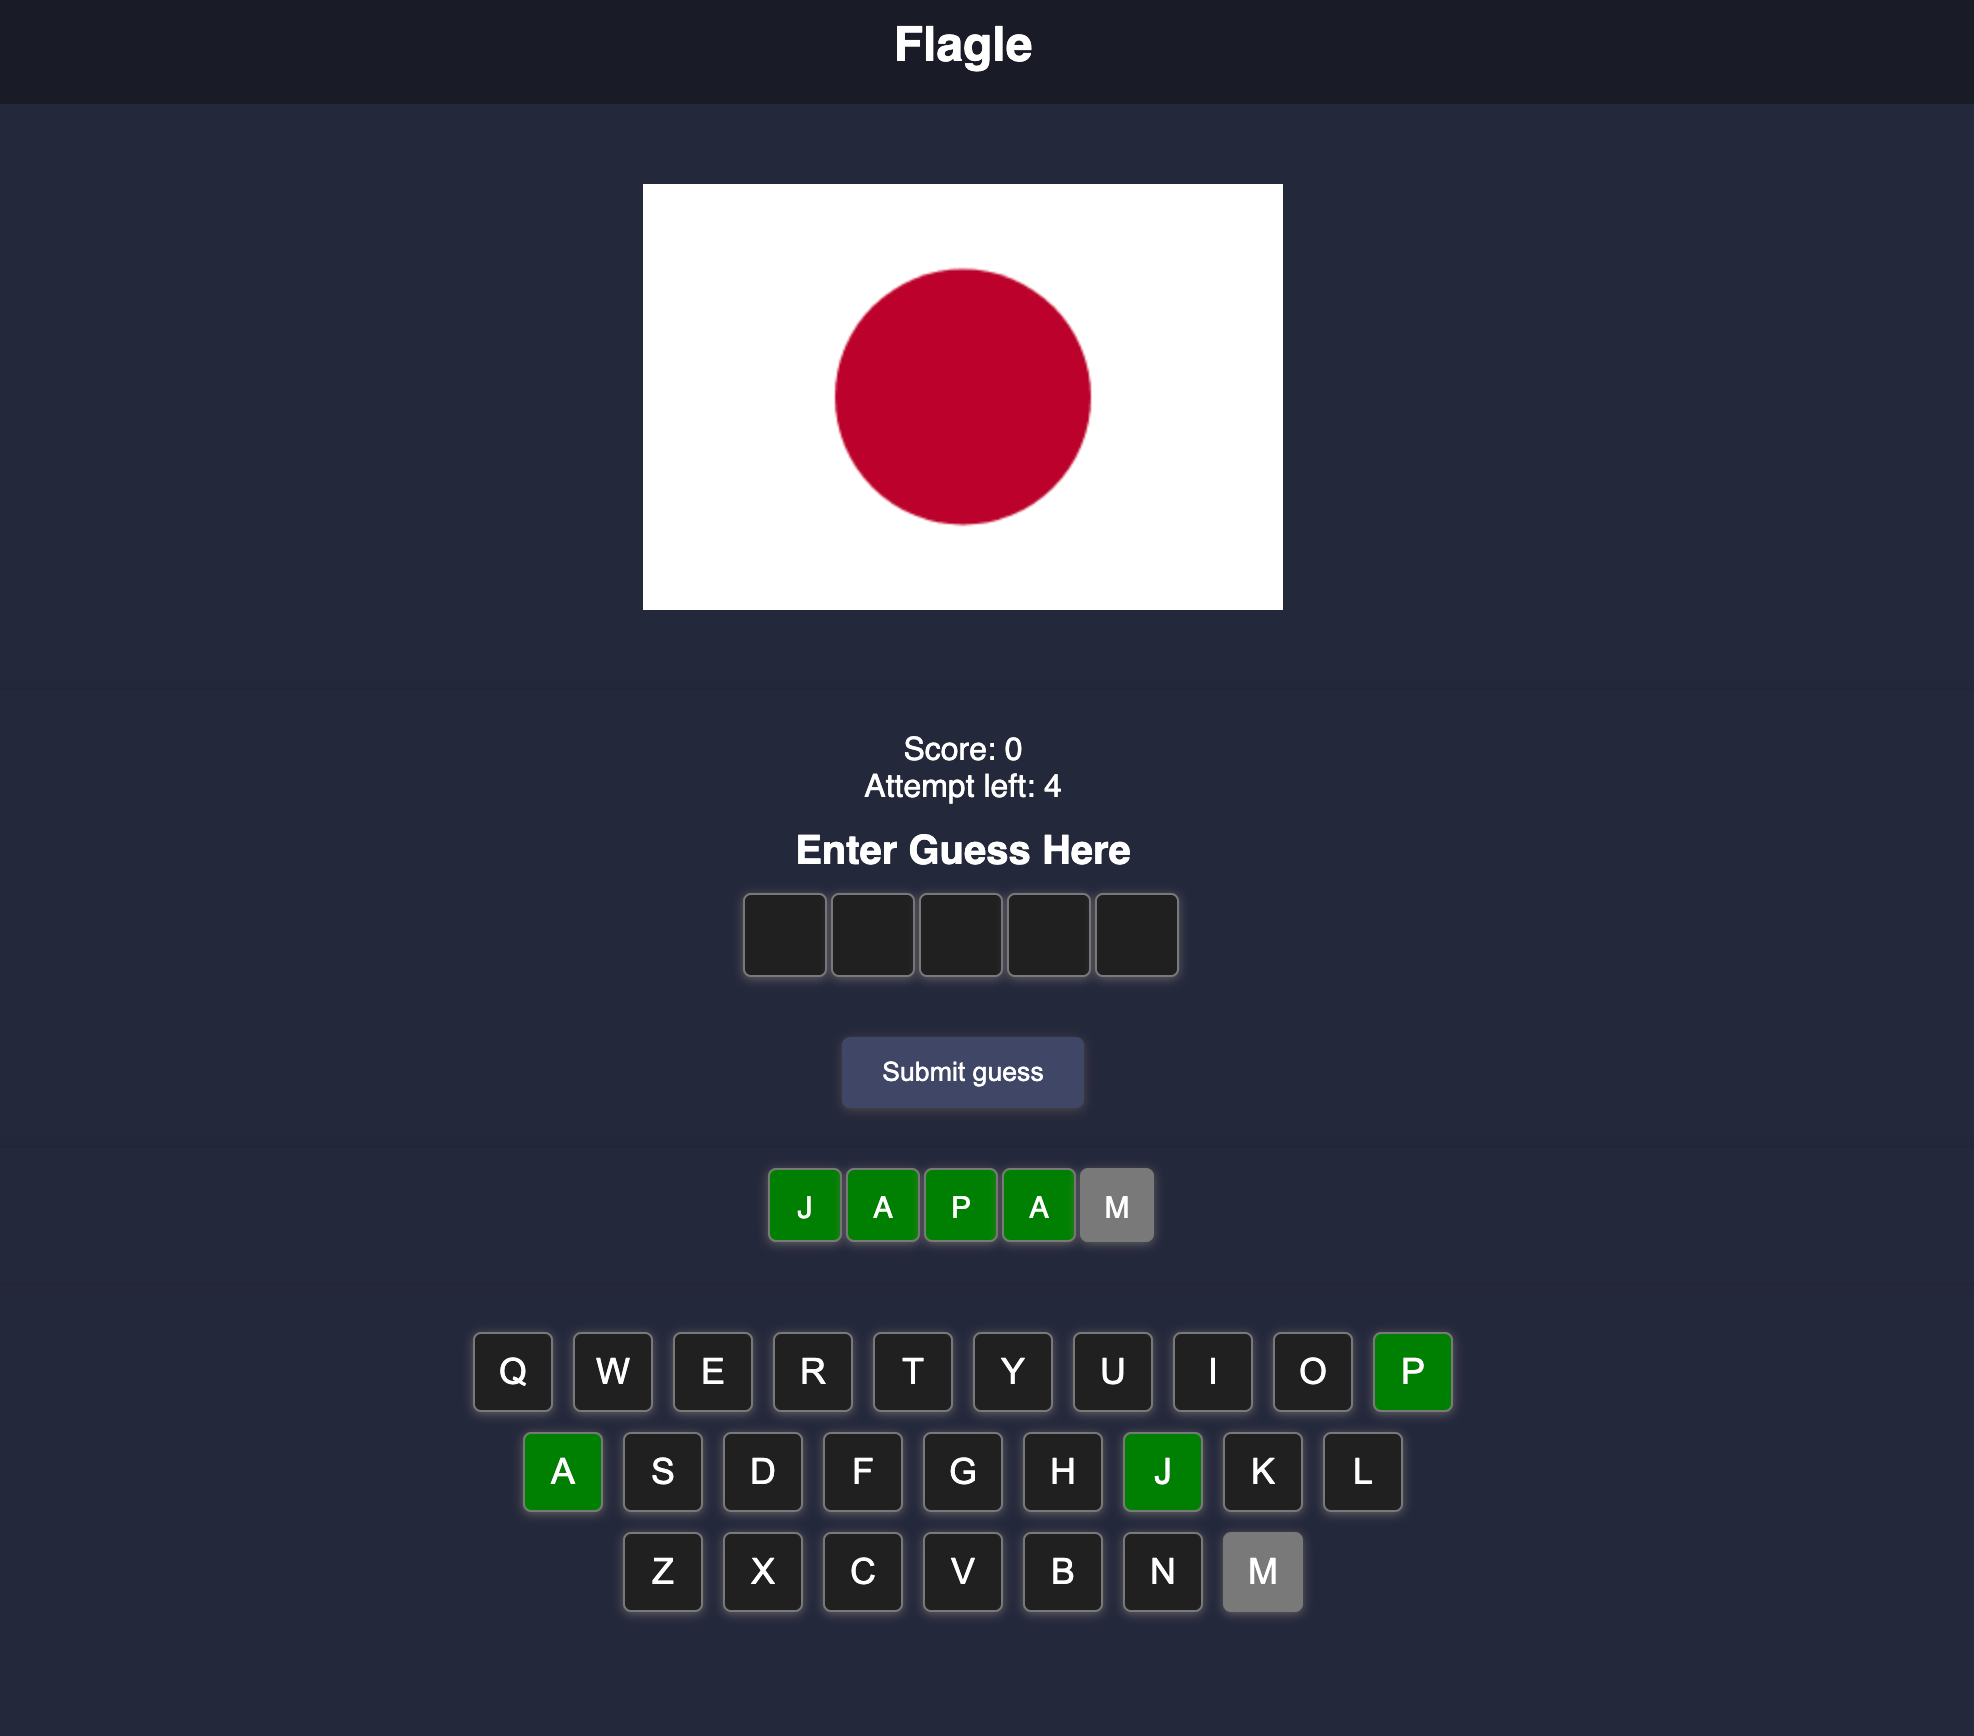 Flagle
Score: 0
Attempt left: 4
Enter Guess Here
Submit guess
J A P A M
Q W E R T Y U I O P
A S D F G H J K L
Z X C V B N M